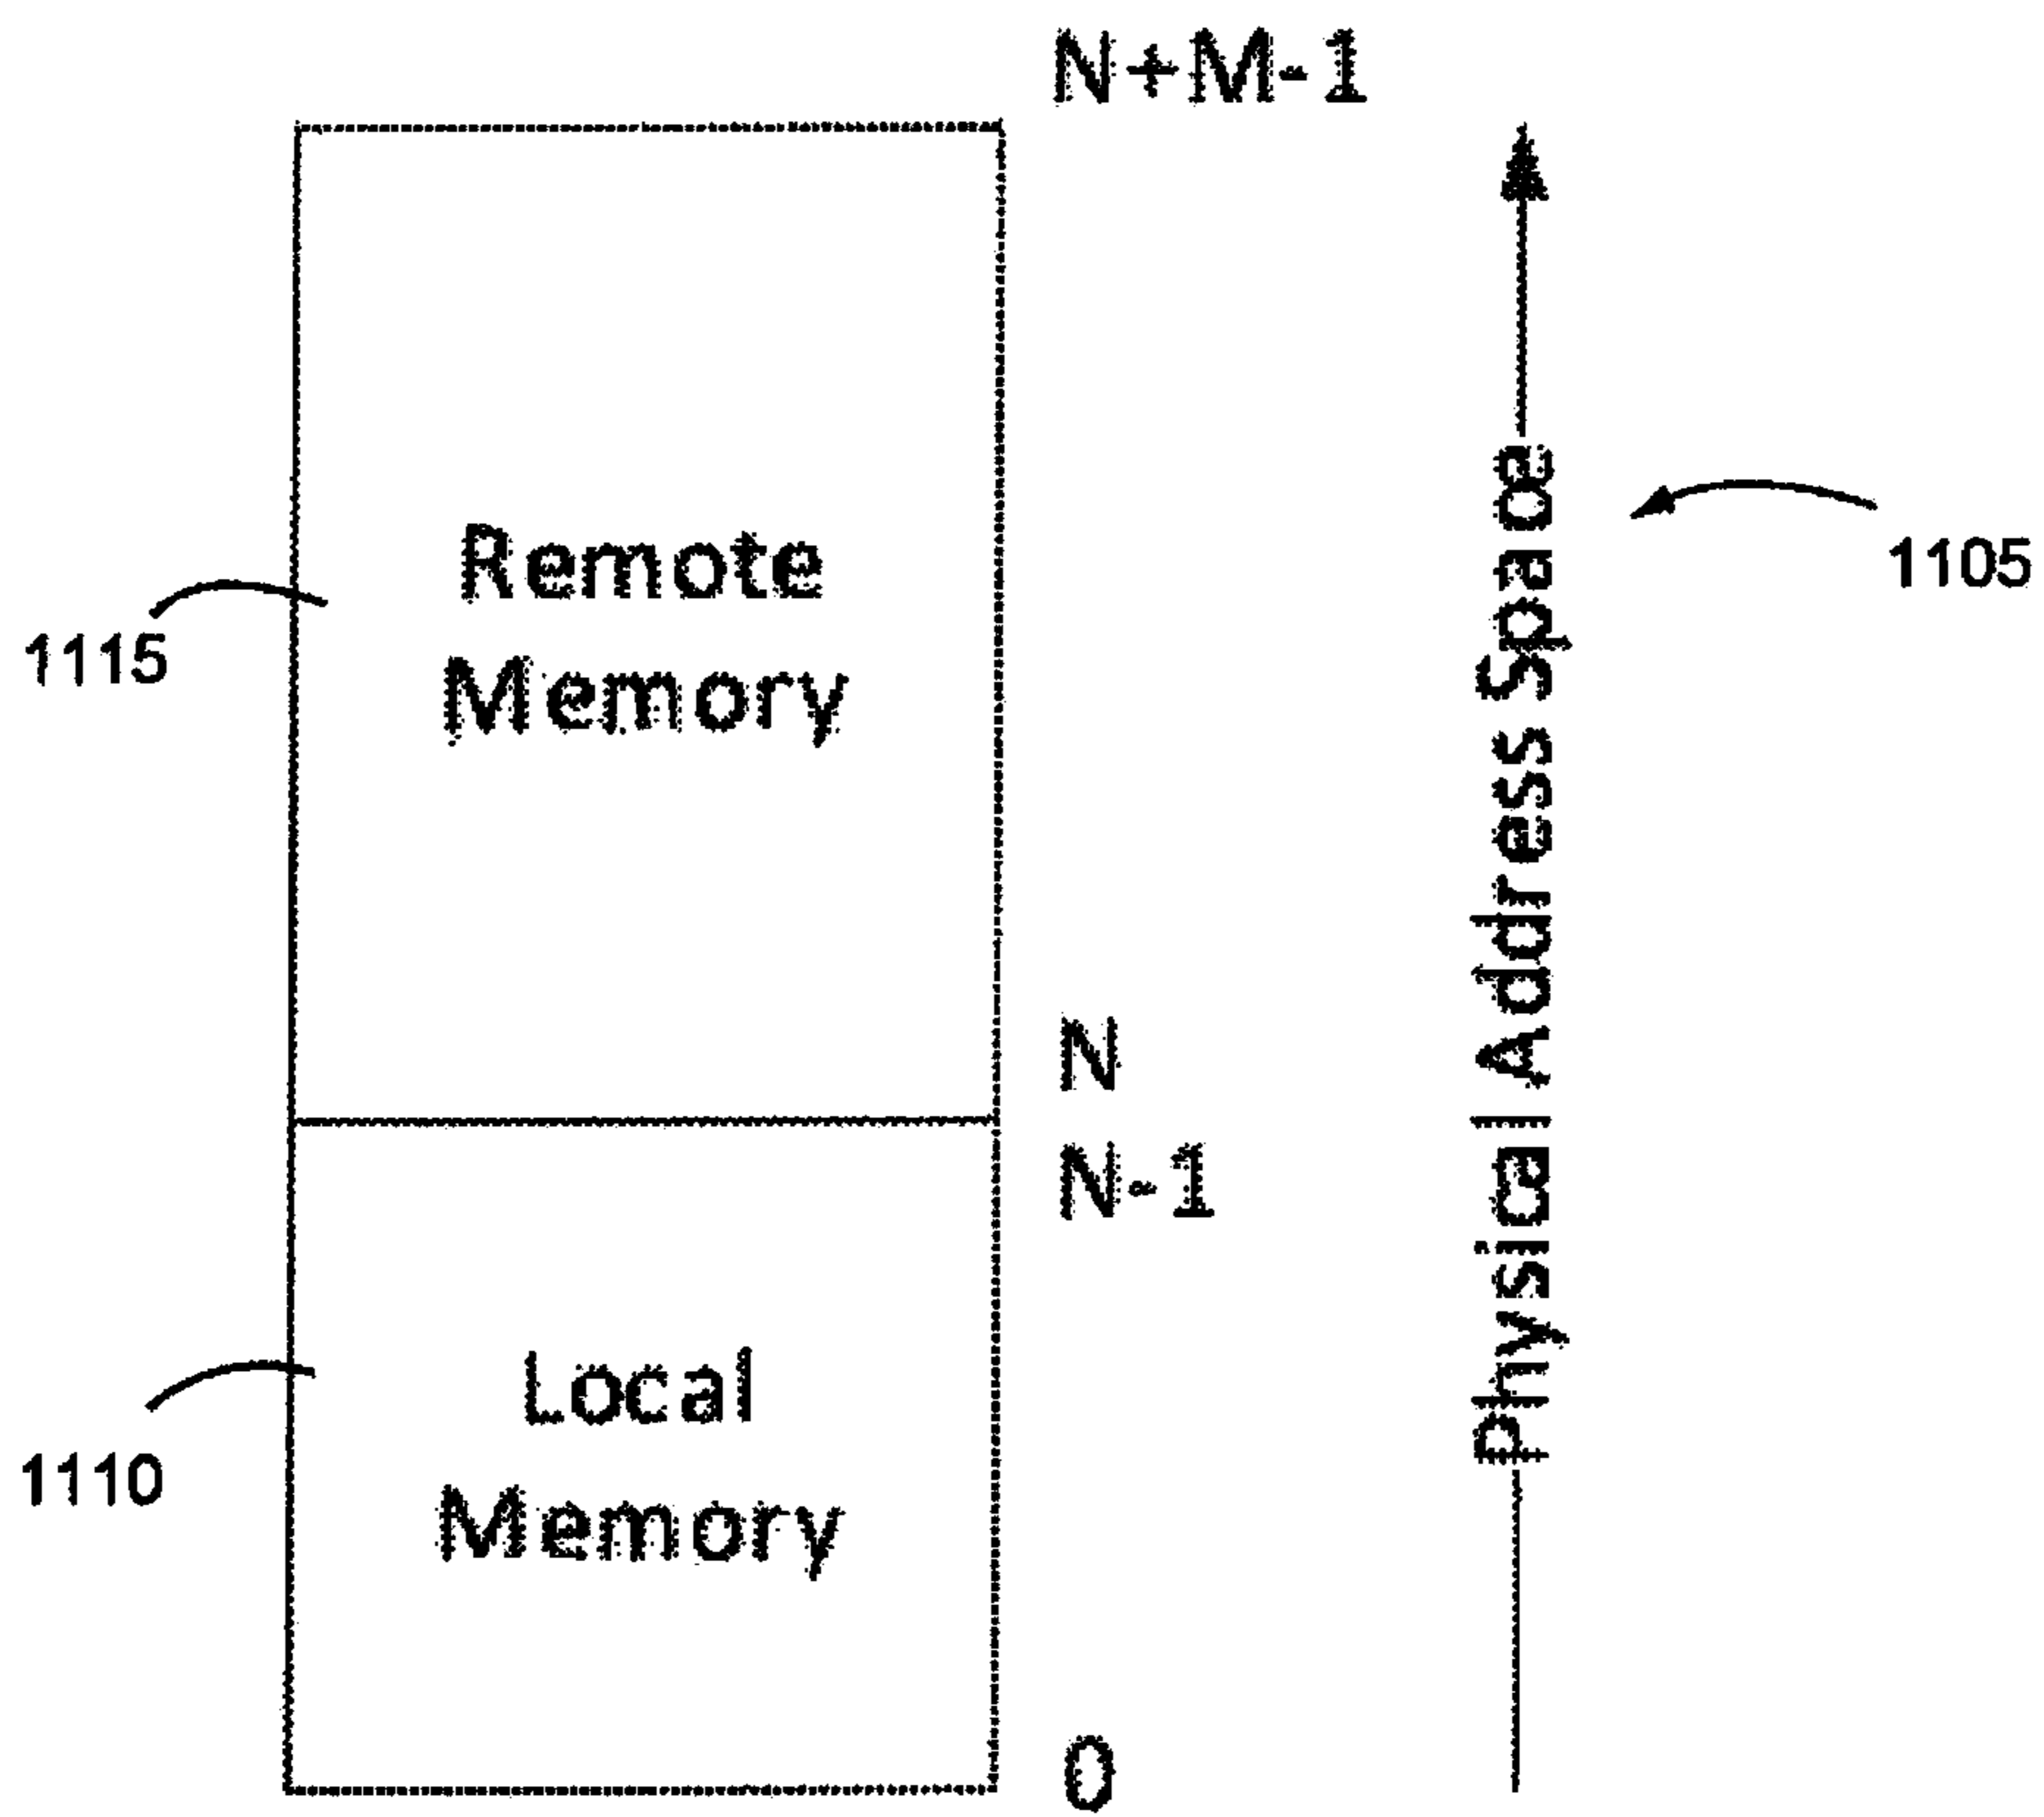 N+M-1
Remote
Memory
1115
Physical Address Space
1105
N
N-1
Local
Memory
1110
0